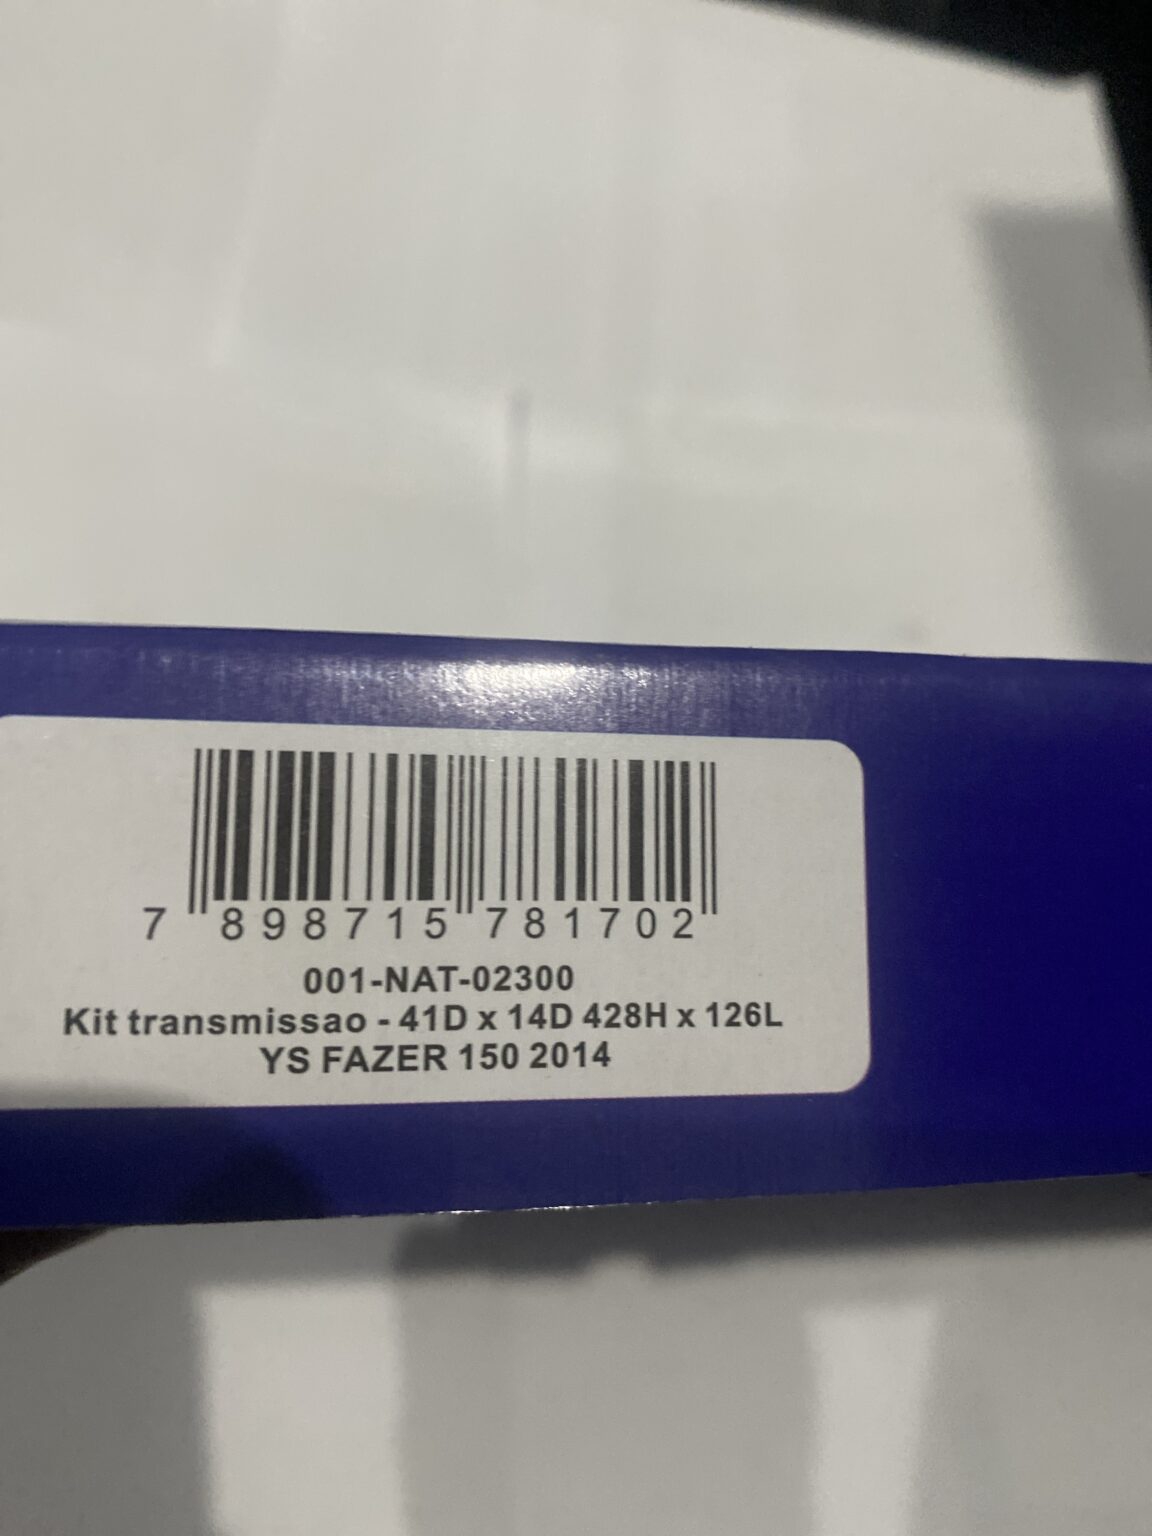 7 898715 781702
001-NAT-02300
Kit transmissao - 41D x 14D 428H x 126L
YS FAZER 150 2014